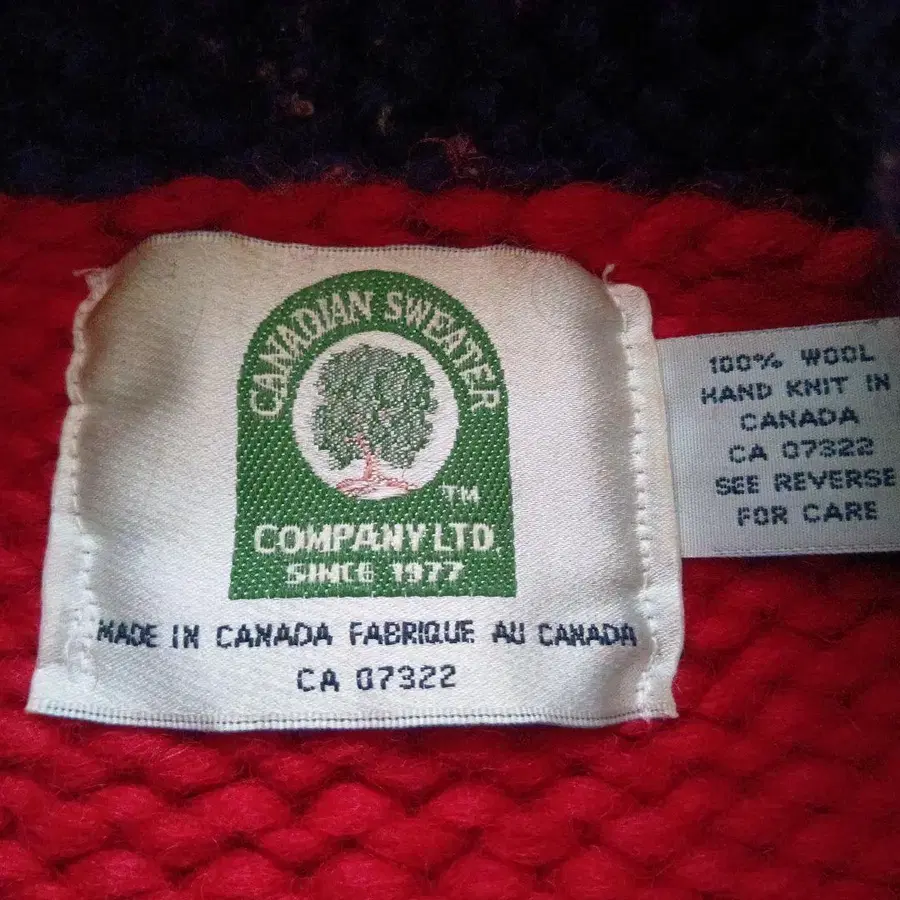 CANADIAN SWEATER
TM
COMPANY LTD.
SINCE 1977
MADE IN CANADA FABRIQUE AU CANADA
CA 07322
100% WOOL
HAND KNIT IN
CANADA
CA 07322
SEE REVERSE
FOR CARE